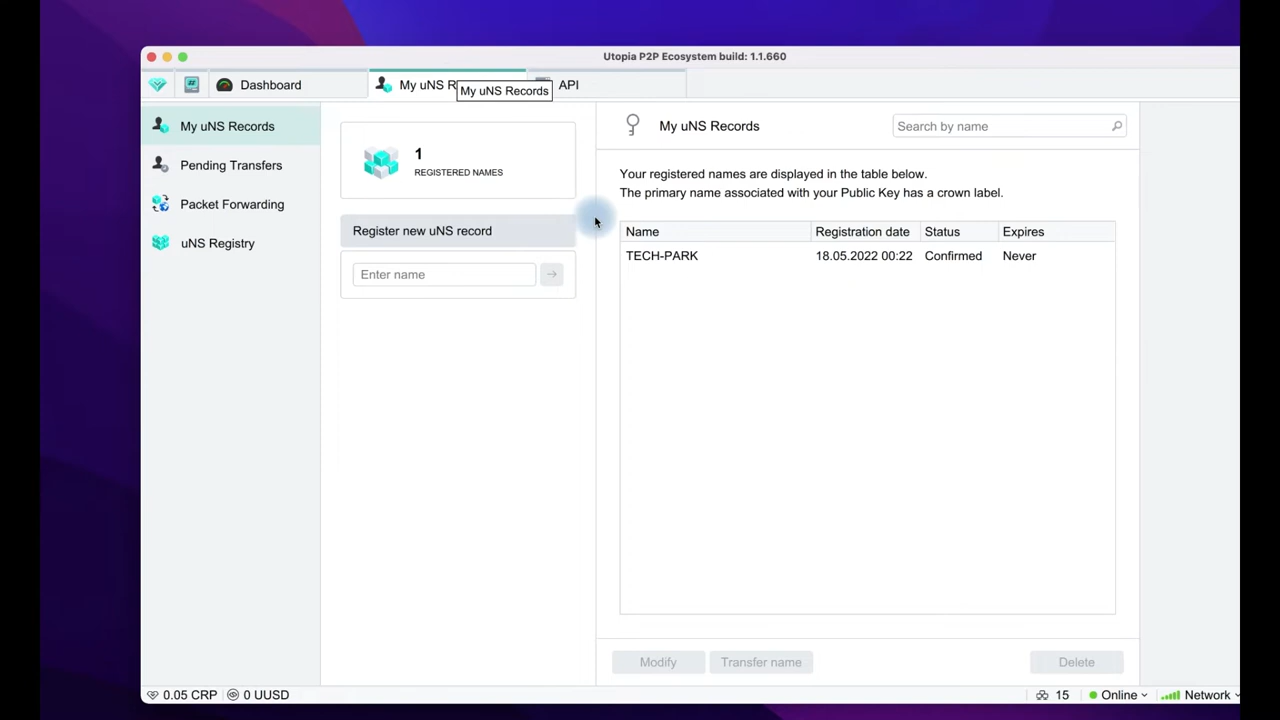 Utopia P2P Ecosystem build: 1.1.660
Dashboard
My uNS R
My uNS Records
API
My uNS Records
Pending Transfers
Packet Forwarding
uNS Registry
1
REGISTERED NAMES
Register new uNS record
Enter name
My uNS Records
Search by name
Your registered names are displayed in the table below.
The primary name associated with your Public Key has a crown label.
Name Registration date Status Expires
TECH-PARK 18.05.2022 00:22 Confirmed Never
Modify Transfer name Delete
0.05 CRP 0 UUSD 15 Online Network